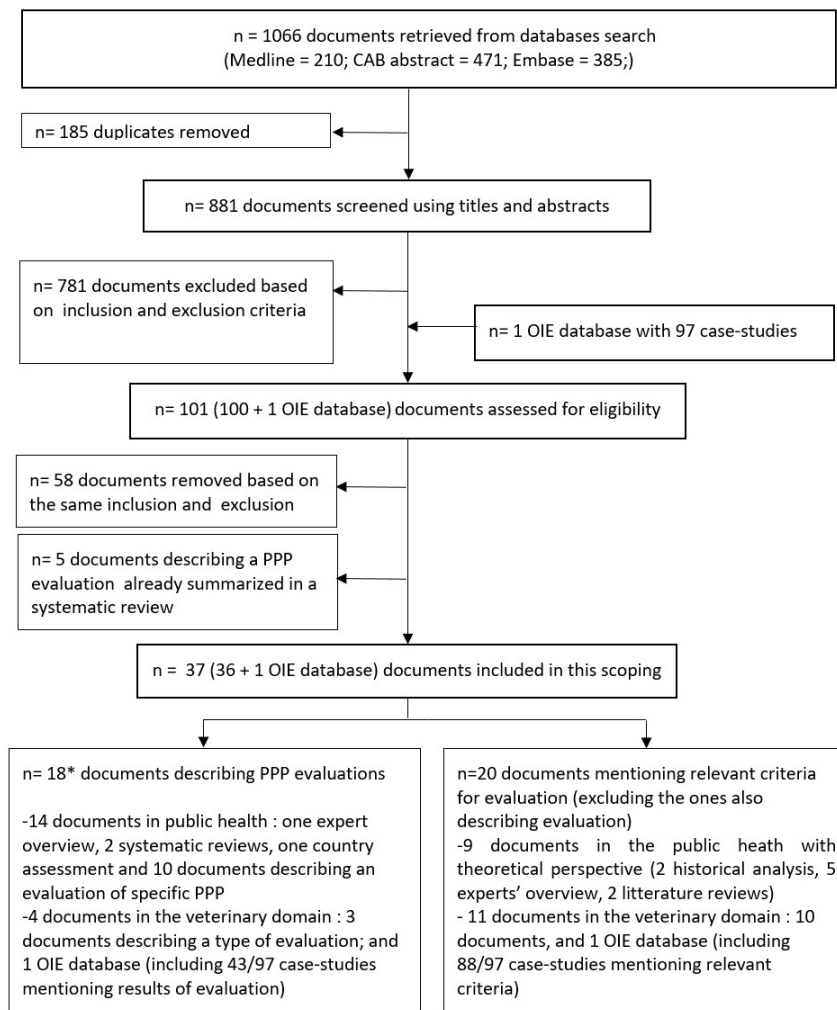 n = 1066 documents retrieved from databases search
(Medline = 210; CAB abstract = 471; Embase = 385;)
n= 185 duplicates removed
n= 881 documents screened using titles and abstracts
n= 781 documents excluded based
on inclusion and exclusion criteria
n= 1 OIE database with 97 case-studies
n= 101 (100 + 1 OIE database) documents assessed for eligibility
n= 58 documents removed based on
the same inclusion and exclusion
n= 5 documents describing a PPP
evaluation already summarized in a
systematic review
n = 37 (36 + 1 OIE database) documents included in this scoping
n= 18* documents describing PPP evaluations
-14 documents in public health : one expert
overview, 2 systematic reviews, one country
assessment and 10 documents describing an
evaluation of specific PPP
-4 documents in the veterinary domain : 3
documents describing a type of evaluation; and
1 OIE database (including 43/97 case-studies
mentioning results of evaluation)
n=20 documents mentioning relevant criteria
for evaluation (excluding the ones also
describing evaluation)
-9 documents in the public heath with
theoretical perspective (2 historical analysis, 5
experts’ overview, 2 litterature reviews)
- 11 documents in the veterinary domain : 10
documents, and 1 OIE database (including
88/97 case-studies mentioning relevant
criteria)